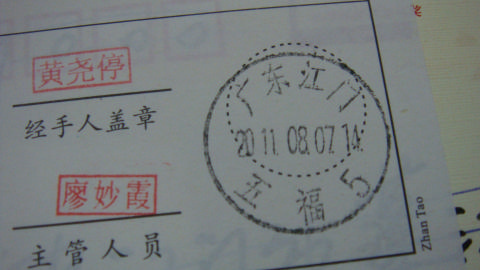 黄尧停
经手人盖章
廖妙霞
主管人员
广东江门
2011.08.07.14
五福5
Zhan Tao